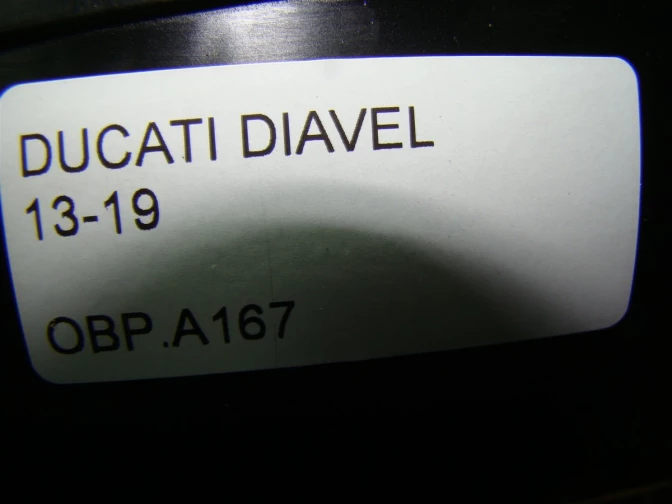 DUCATI DIAVEL
13-19
OBP.A167